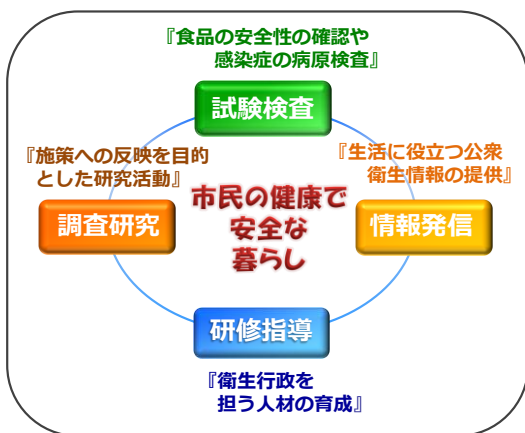 『食品の安全性の確認や
感染症の病原検査』
試験検査
『施策への反映を目的
とした研究活動』
調査研究
市民の健康で
安全な
暮らし
『生活に役立つ公衆
衛生情報の提供』
情報発信
研修指導
『衛生行政を
担う人材の育成』